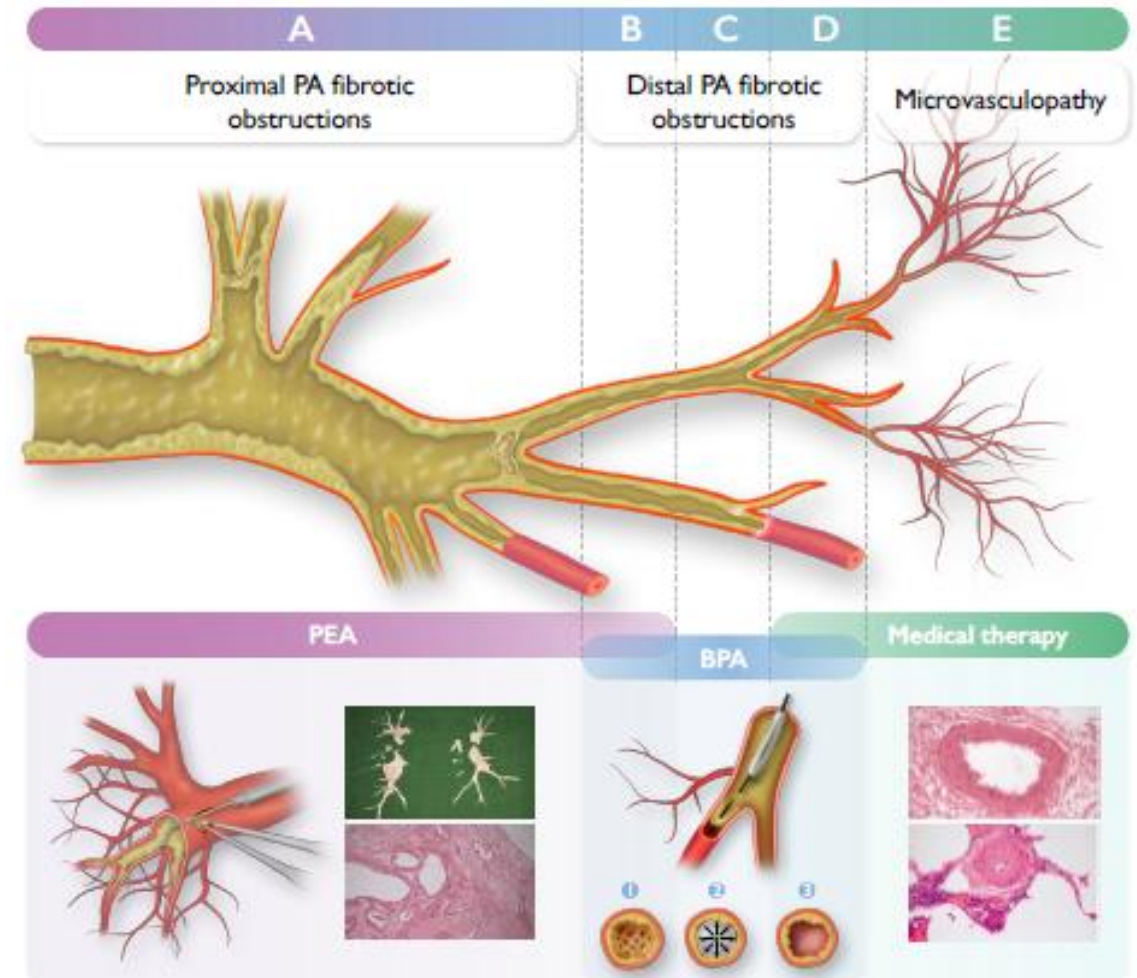 A B C D E
Proximal PA fibrotic
obstructions
Distal PA fibrotic
obstructions
Microvasculopathy
PEA
BPA
Medical therapy
1 2 3